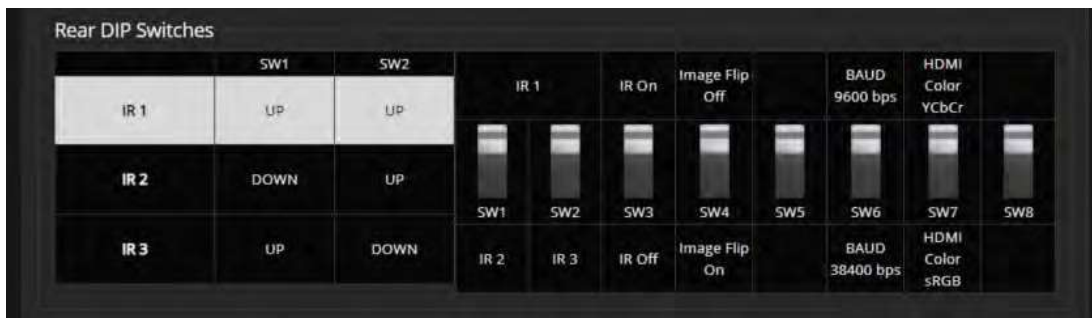 Rear DIP Switches
SW1 SW2
IR 1 UP UP
IR 2 DOWN UP
IR 3 UP DOWN
IR 1 IR On Image Flip Off BAUD 9600 bps HDMI Color YCbCr
SW1 SW2 SW3 SW4 SW5 SW6 SW7 SW8
IR 2 IR 3 IR Off Image Flip On BAUD 38400 bps HDMI Color sRGB